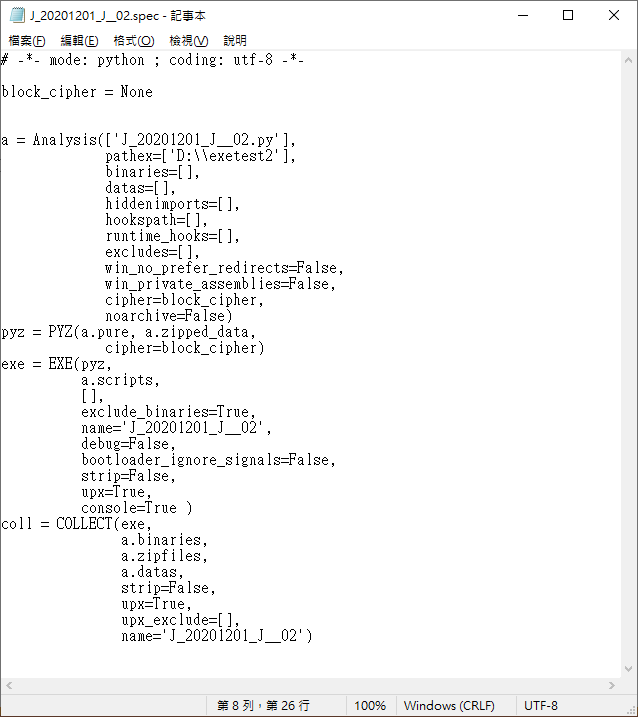 J_20201201_J__02.spec - 記事本
檔案(F) 編輯(E) 格式(O) 檢視(V) 說明
# -*- mode: python ; coding: utf-8 -*-

block_cipher = None


a = Analysis(['J_20201201_J__02.py'],
             pathex=['D:\\exetest2'],
             binaries=[],
             datas=[],
             hiddenimports=[],
             hookspath=[],
             runtime_hooks=[],
             excludes=[],
             win_no_prefer_redirects=False,
             win_private_assemblies=False,
             cipher=block_cipher,
             noarchive=False)
pyz = PYZ(a.pure, a.zipped_data,
             cipher=block_cipher)
exe = EXE(pyz,
          a.scripts,
          [],
          exclude_binaries=True,
          name='J_20201201_J__02',
          debug=False,
          bootloader_ignore_signals=False,
          strip=False,
          upx=True,
          console=True )
coll = COLLECT(exe,
               a.binaries,
               a.zipfiles,
               a.datas,
               strip=False,
               upx=True,
               upx_exclude=[],
               name='J_20201201_J__02')
第 8 列，第 26 行 100% Windows (CRLF) UTF-8